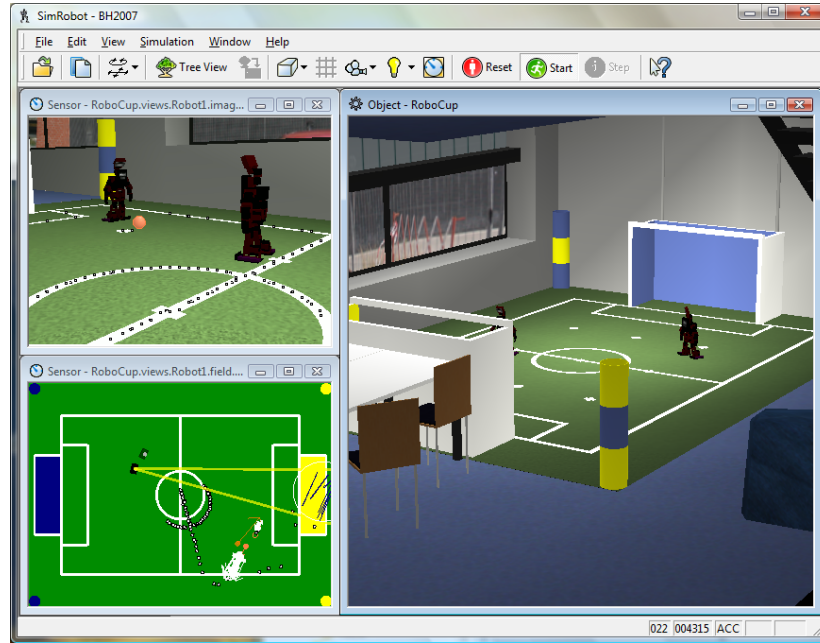 SimRobot - BH2007
File Edit View Simulation Window Help
Tree View Reset Start Step
Sensor - RoboCup.views.Robot1.imag...
Object - RoboCup
Sensor - RoboCup.views.Robot1.field....
022 004315 ACC